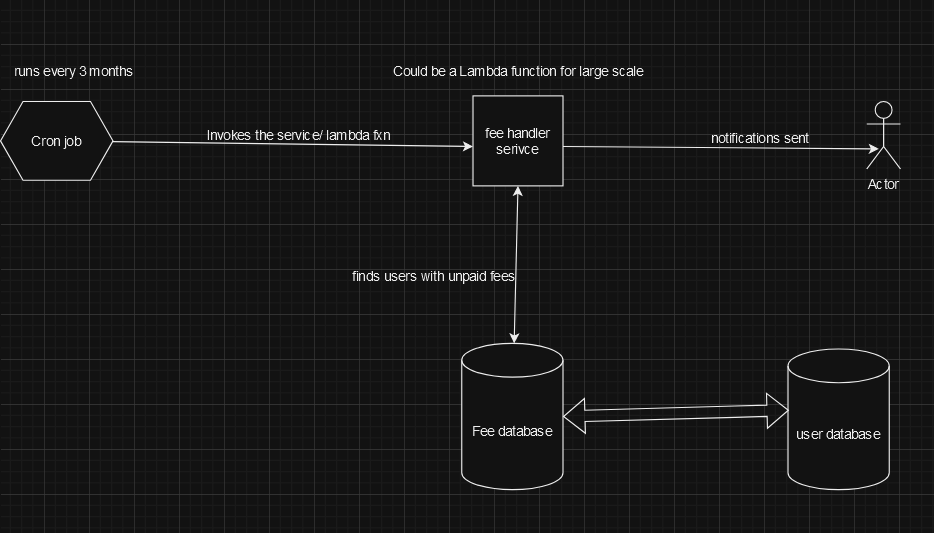 runs every 3 months
Could be a Lambda function for large scale
Cron job
Invokes the service/ lambda fxn
fee handler
serivce
notifications sent
Actor
finds users with unpaid fees
Fee database
user database